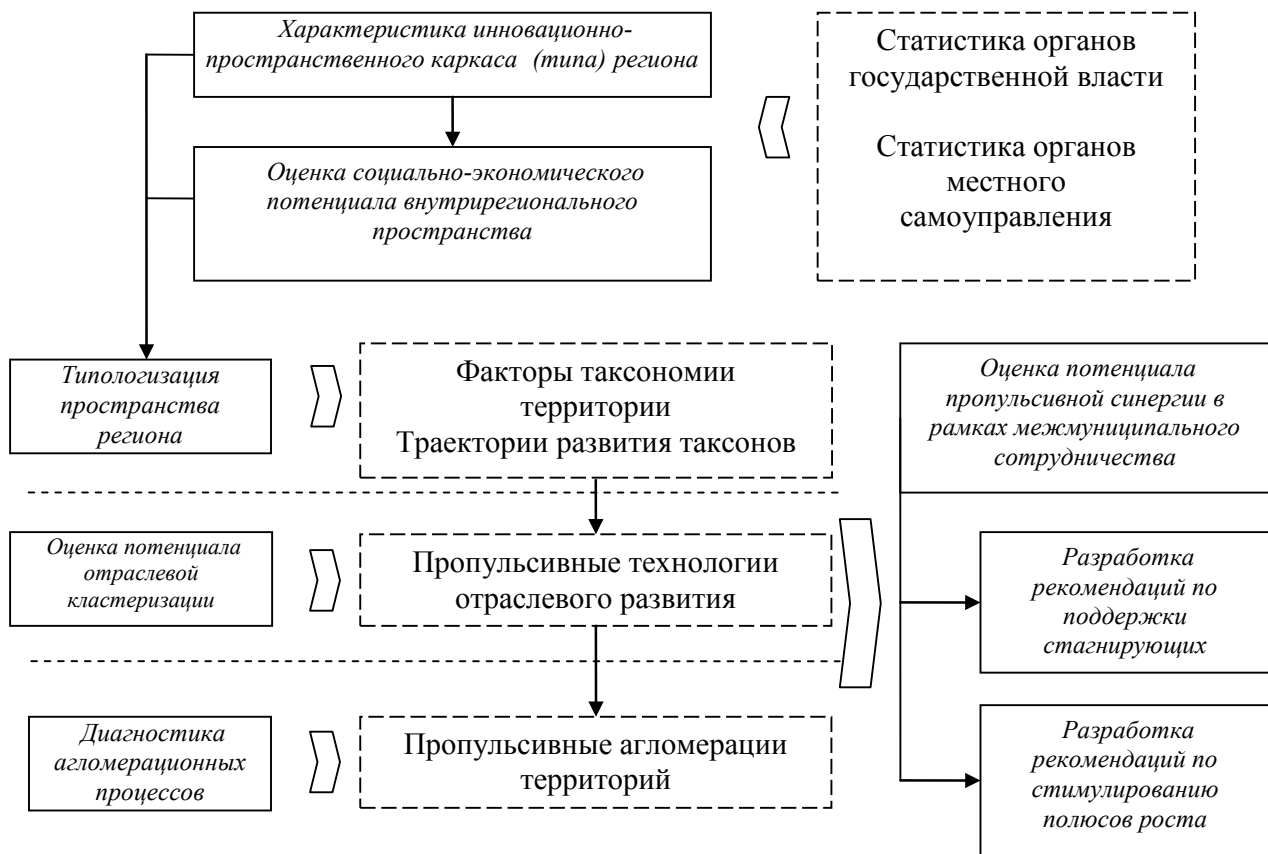 Характеристика инновационно-
пространственного каркаса (типа) региона
Статистика органов
государственной власти
Статистика органов
местного
самоуправления
Оценка социально-экономического
потенциала внутрирегионального
пространства
Типологизация
пространства
региона
Факторы таксономии
территории
Траектории развития таксонов
Оценка потенциала
пропульсивной синергии в
рамках межмуниципального
сотрудничества
Оценка потенциала
отраслевой
кластеризации
Пропульсивные технологии
отраслевого развития
Разработка
рекомендаций по
поддержки
стагнирующих
Диагностика
агломерационных
процессов
Пропульсивные агломерации
территорий
Разработка
рекомендаций по
стимулированию
полюсов роста